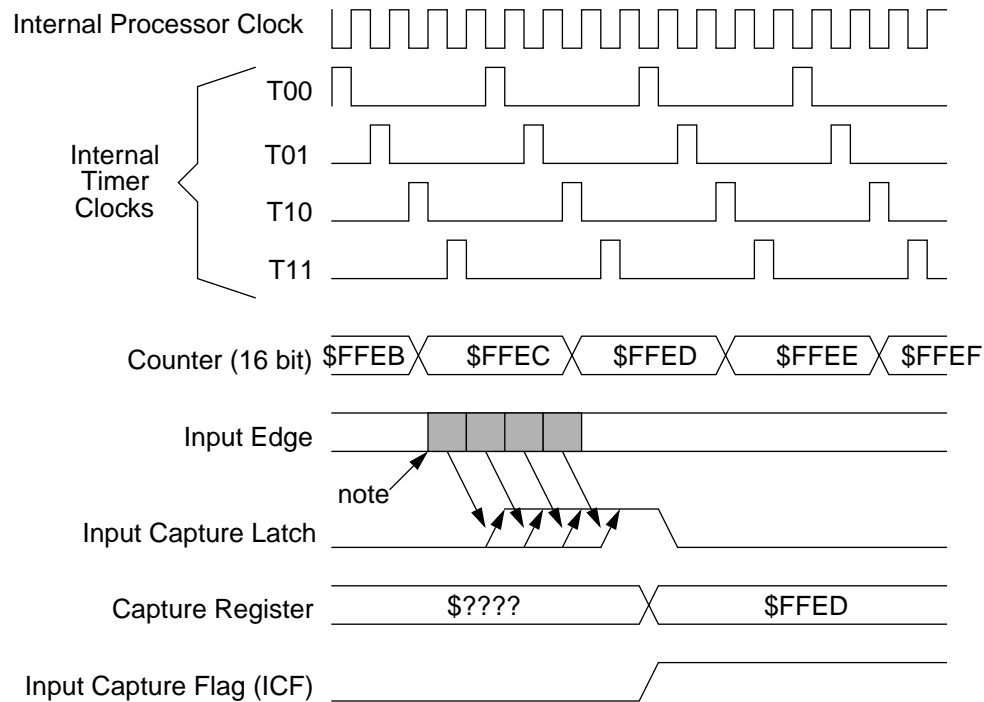 Internal Processor Clock
T00
T01
Internal
Timer
Clocks
T10
T11
Counter (16 bit) $FFEB $FFEC $FFED $FFEE $FFEF
Input Edge
note
Input Capture Latch
Capture Register $???? $FFED
Input Capture Flag (ICF)